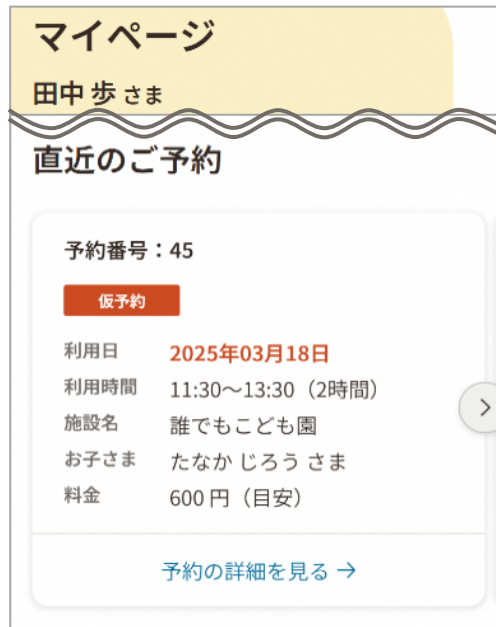 マイページ
田中 歩 さま
直近のご予約
予約番号：45
仮予約
利用日 2025年03月18日
利用時間 11:30～13:30（2時間）
施設名 誰でもこども園
お子さま たなか じろう さま
料金 600 円（目安）
予約の詳細を見る →